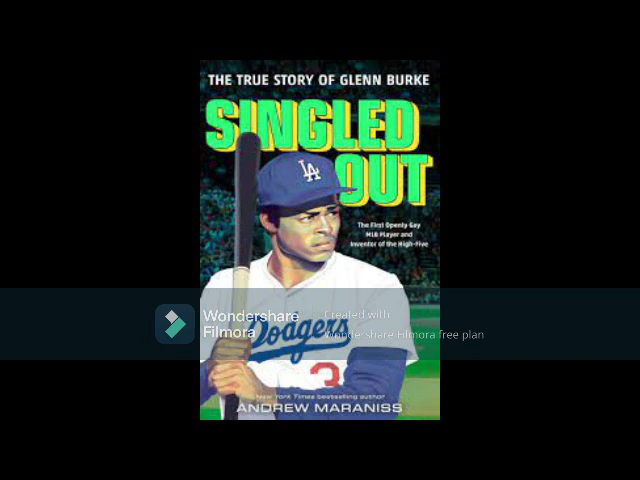 THE TRUE STORY OF GLENN BURKE
SINGLED
OUT
LA
The First Openly Gay
MLB Player and
Inventor of the High-Five
Wondershare
Filmora
Created with
Wondershare Filmora free plan
Dodgers
3
New York Times bestselling author
ANDREW MARANISS